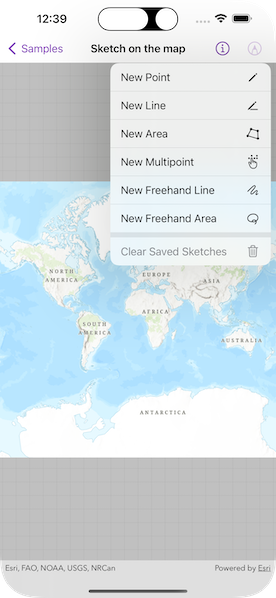 12:39
Samples
Sketch on the map
New Point
New Line
New Area
New Multipoint
New Freehand Line
New Freehand Area
Clear Saved Sketches
NORTH
AMERICA
EUROPE
ASIA
AFRICA
SOUTH
AMERICA
AUSTRALIA
ANTARCTICA
Esri, FAO, NOAA, USGS, NRCan
Powered by Esri